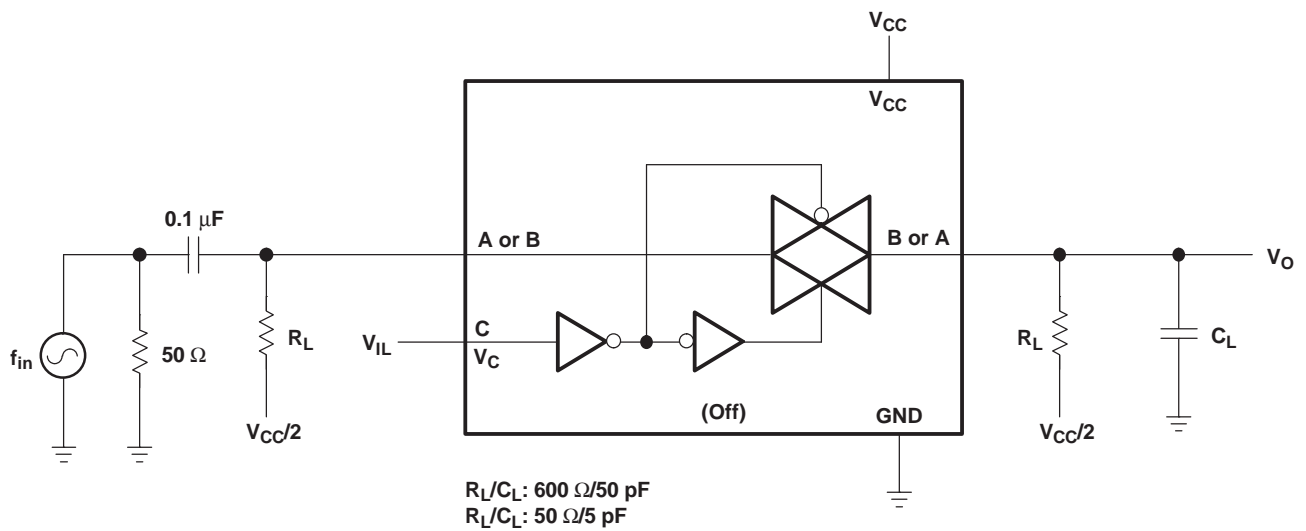 VCC
VCC
0.1 μF
A or B
B or A
VO
fin
50 Ω
RL
VIL
C
VC
RL
CL
(Off)
GND
VCC/2
VCC/2
RL/CL: 600 Ω/50 pF
RL/CL: 50 Ω/5 pF